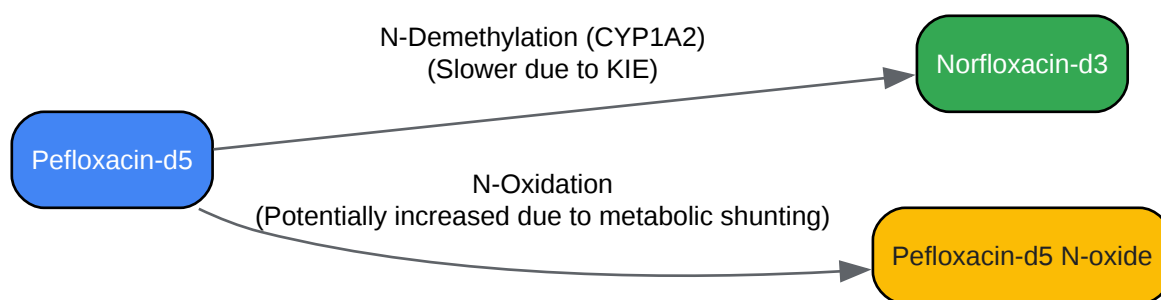 N-Demethylation (CYP1A2)
(Slower due to KIE)
Norfloxacin-d3
Pefloxacin-d5
N-Oxidation
(Potentially increased due to metabolic shunting)
Pefloxacin-d5 N-oxide